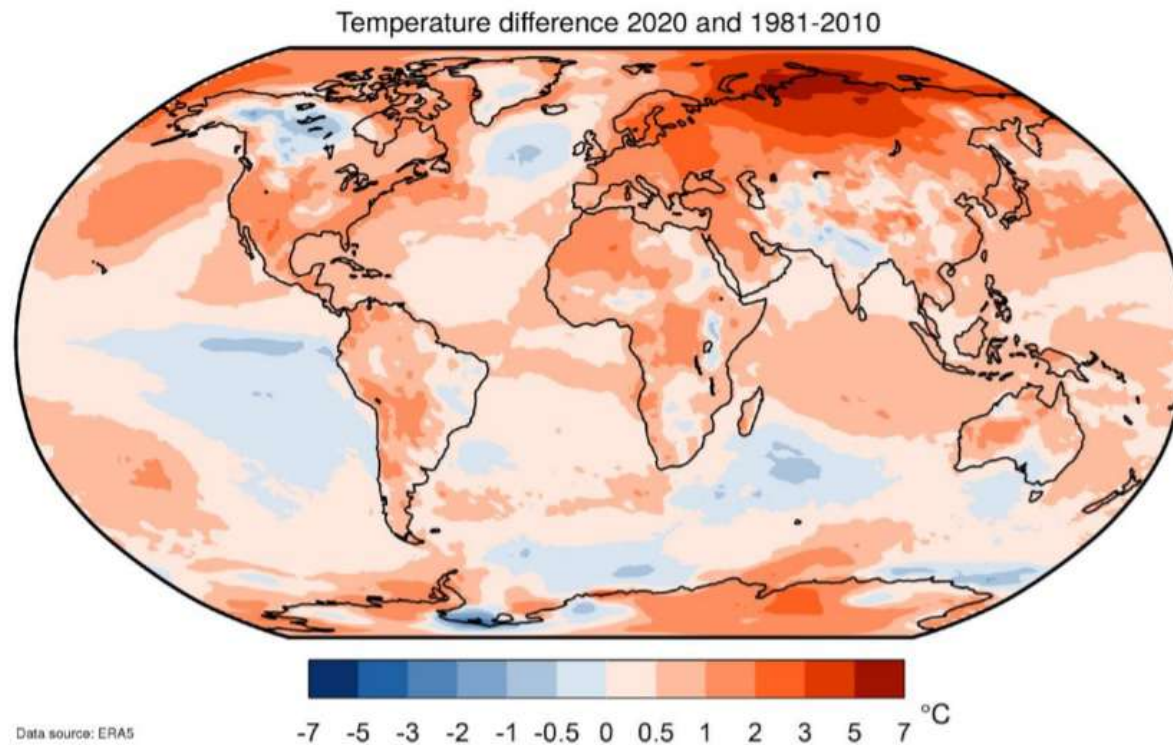 Temperature difference 2020 and 1981-2010
°C
-7 -5 -3 -2 -1 -0.5 0 0.5 1 2 3 5 7
Data source: ERA5